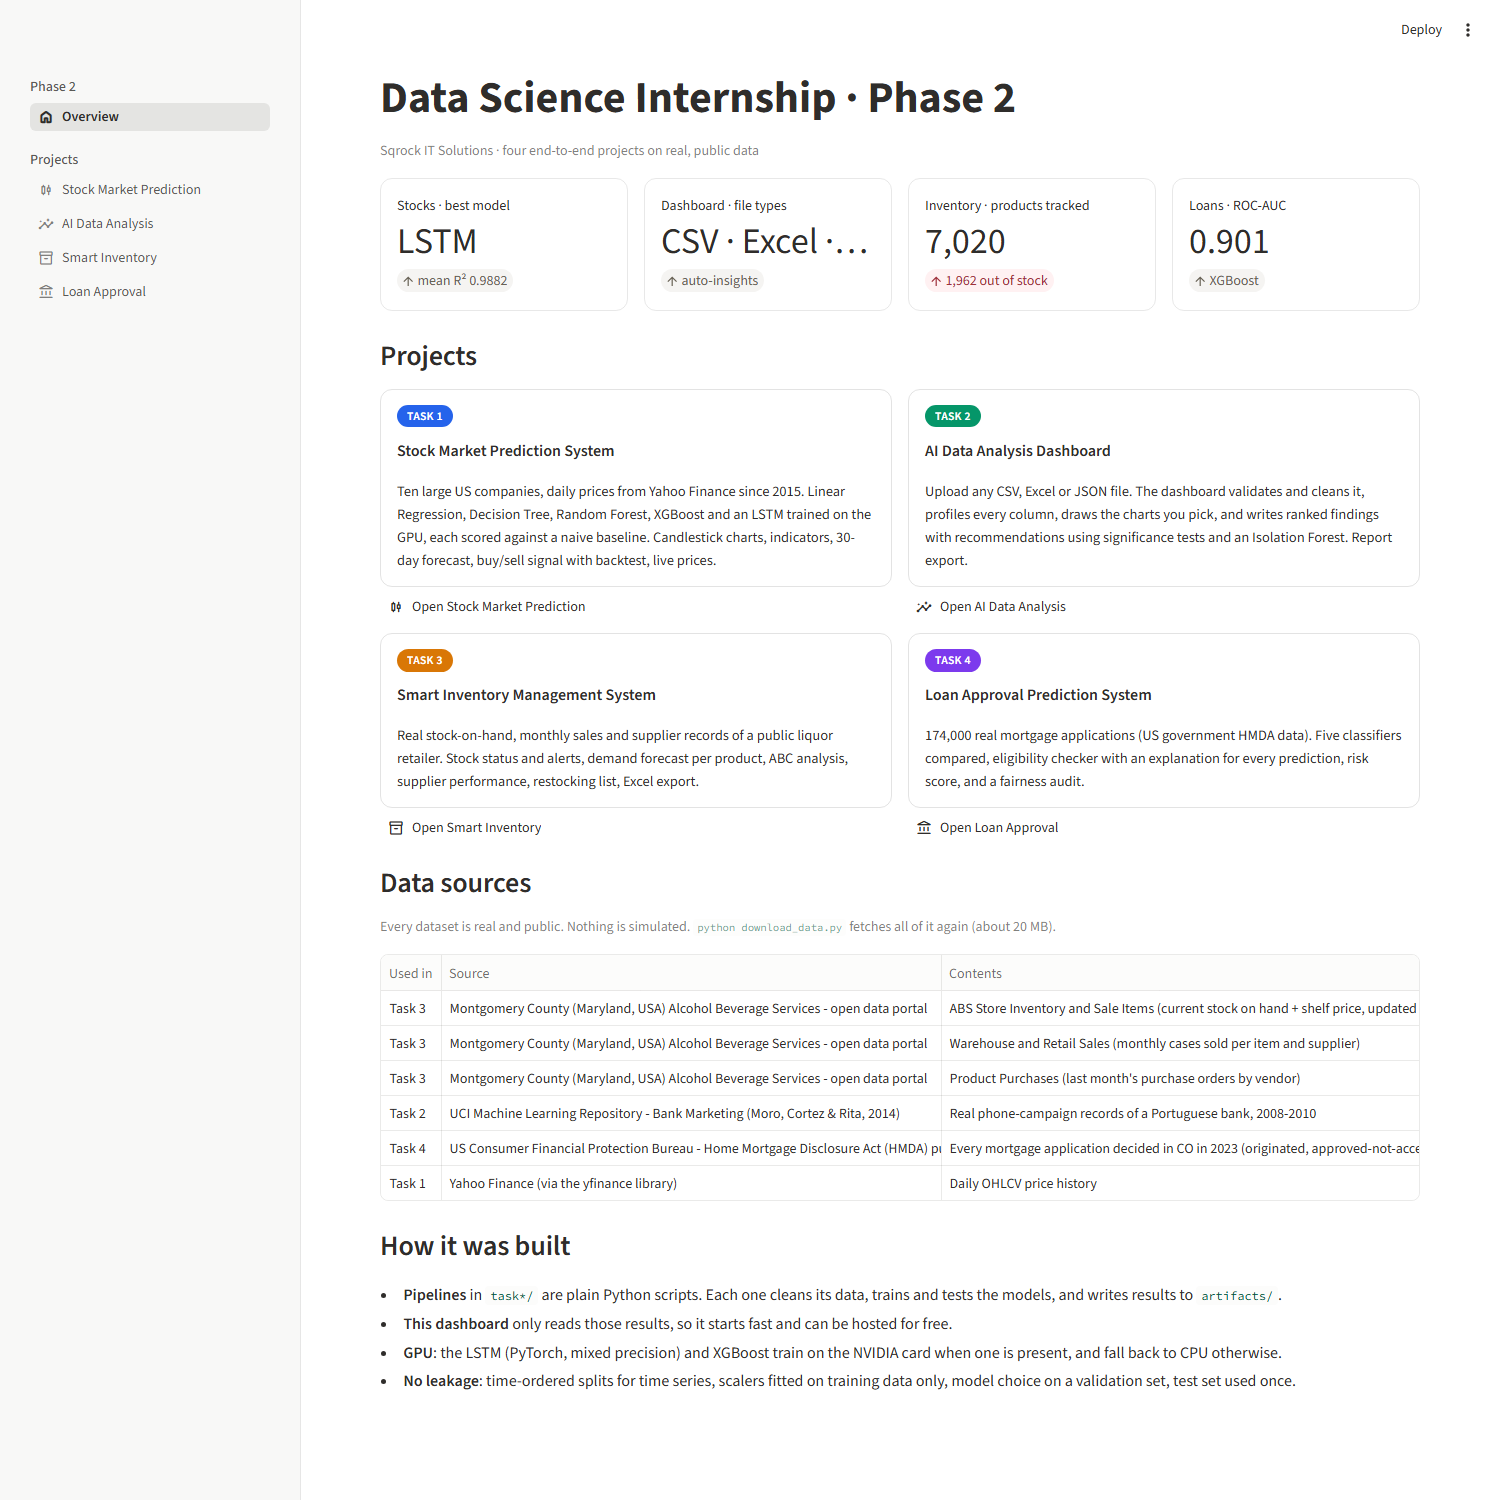 Deploy
Phase 2
Overview
Projects
Stock Market Prediction
AI Data Analysis
Smart Inventory
Loan Approval
Data Science Internship · Phase 2
Sqrock IT Solutions · four end-to-end projects on real, public data
Stocks · best model
LSTM
↑ mean R² 0.9882
Dashboard · file types
CSV · Excel ·…
↑ auto-insights
Inventory · products tracked
7,020
↑ 1,962 out of stock
Loans · ROC-AUC
0.901
↑ XGBoost
Projects
TASK 1
Stock Market Prediction System
Ten large US companies, daily prices from Yahoo Finance since 2015. Linear
Regression, Decision Tree, Random Forest, XGBoost and an LSTM trained on the
GPU, each scored against a naive baseline. Candlestick charts, indicators, 30-
day forecast, buy/sell signal with backtest, live prices.
Open Stock Market Prediction
TASK 2
AI Data Analysis Dashboard
Upload any CSV, Excel or JSON file. The dashboard validates and cleans it,
profiles every column, draws the charts you pick, and writes ranked findings
with recommendations using significance tests and an Isolation Forest. Report
export.
Open AI Data Analysis
TASK 3
Smart Inventory Management System
Real stock-on-hand, monthly sales and supplier records of a public liquor
retailer. Stock status and alerts, demand forecast per product, ABC analysis,
supplier performance, restocking list, Excel export.
Open Smart Inventory
TASK 4
Loan Approval Prediction System
174,000 real mortgage applications (US government HMDA data). Five classifiers
compared, eligibility checker with an explanation for every prediction, risk
score, and a fairness audit.
Open Loan Approval
Data sources
Every dataset is real and public. Nothing is simulated. python download_data.py fetches all of it again (about 20 MB).
Used in Source Contents
Task 3 Montgomery County (Maryland, USA) Alcohol Beverage Services - open data portal ABS Store Inventory and Sale Items (current stock on hand + shelf price, updated
Task 3 Montgomery County (Maryland, USA) Alcohol Beverage Services - open data portal Warehouse and Retail Sales (monthly cases sold per item and supplier)
Task 3 Montgomery County (Maryland, USA) Alcohol Beverage Services - open data portal Product Purchases (last month's purchase orders by vendor)
Task 2 UCI Machine Learning Repository - Bank Marketing (Moro, Cortez & Rita, 2014) Real phone-campaign records of a Portuguese bank, 2008-2010
Task 4 US Consumer Financial Protection Bureau - Home Mortgage Disclosure Act (HMDA) pu Every mortgage application decided in CO in 2023 (originated, approved-not-acce
Task 1 Yahoo Finance (via the yfinance library) Daily OHLCV price history
How it was built
• Pipelines in task*/ are plain Python scripts. Each one cleans its data, trains and tests the models, and writes results to artifacts/ .
• This dashboard only reads those results, so it starts fast and can be hosted for free.
• GPU: the LSTM (PyTorch, mixed precision) and XGBoost train on the NVIDIA card when one is present, and fall back to CPU otherwise.
• No leakage: time-ordered splits for time series, scalers fitted on training data only, model choice on a validation set, test set used once.